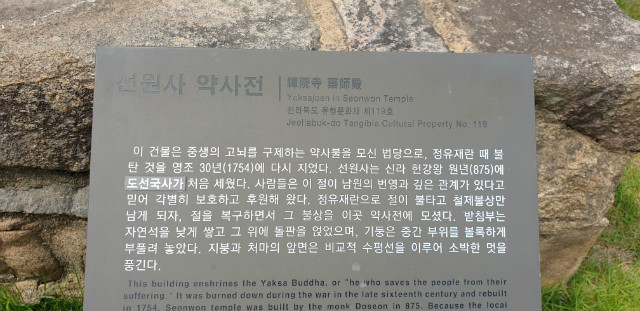 선원사 약사전
禪院寺 藥師殿
Yaksajeon in Seonwon Temple
전라북도 유형문화재 제119호
Jeollabuk-do Tangible Cultural Property No. 119
이 건물은 중생의 고뇌를 구제하는 약사불을 모신 법당으로, 정유재란 때 불
탄 것을 영조 30년(1754)에 다시 지었다. 선원사는 신라 헌강왕 원년(875)에
도선국사가 처음 세웠다. 사람들은 이 절이 남원의 번영과 깊은 관계가 있다고
믿어 각별히 보호하고 후원해 왔다. 정유재란으로 절이 불타고 철제불상만
남게 되자, 절을 복구하면서 그 불상을 이곳 약사전에 모셨다. 받침부는
자연석을 낮게 쌓고 그 위에 돌판을 얹었으며, 기둥은 중간 부위를 볼록하게
부풀려 놓았다. 지붕과 처마의 앞면은 비교적 수평선을 이루어 소박한 멋을
풍긴다.
This building enshrines the Yaksa Buddha, or "he who saves the people from their
suffering." It was burned down during the war in the late sixteenth century and rebuilt
in 1754. Seonwon temple was built by the monk Doseon in 875. Because the local